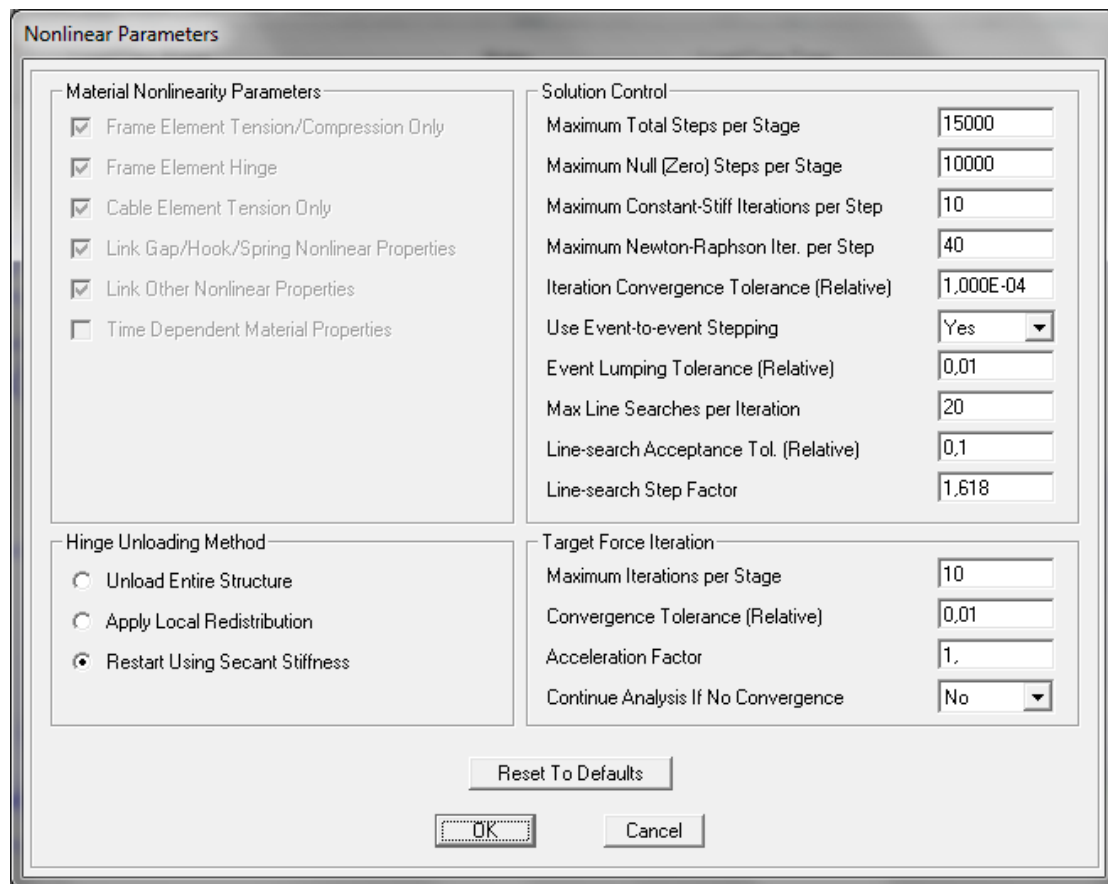 Nonlinear Parameters
Material Nonlinearity Parameters
Frame Element Tension/Compression Only
Frame Element Hinge
Cable Element Tension Only
Link Gap/Hook/Spring Nonlinear Properties
Link Other Nonlinear Properties
Time Dependent Material Properties
Solution Control
Maximum Total Steps per Stage 15000
Maximum Null (Zero) Steps per Stage 10000
Maximum Constant-Stiff Iterations per Step 10
Maximum Newton-Raphson Iter. per Step 40
Iteration Convergence Tolerance (Relative) 1,000E-04
Use Event-to-event Stepping Yes
Event Lumping Tolerance (Relative) 0,01
Max Line Searches per Iteration 20
Line-search Acceptance Tol. (Relative) 0,1
Line-search Step Factor 1,618
Hinge Unloading Method
Unload Entire Structure
Apply Local Redistribution
Restart Using Secant Stiffness
Target Force Iteration
Maximum Iterations per Stage 10
Convergence Tolerance (Relative) 0,01
Acceleration Factor 1,
Continue Analysis If No Convergence No
Reset To Defaults
OK Cancel